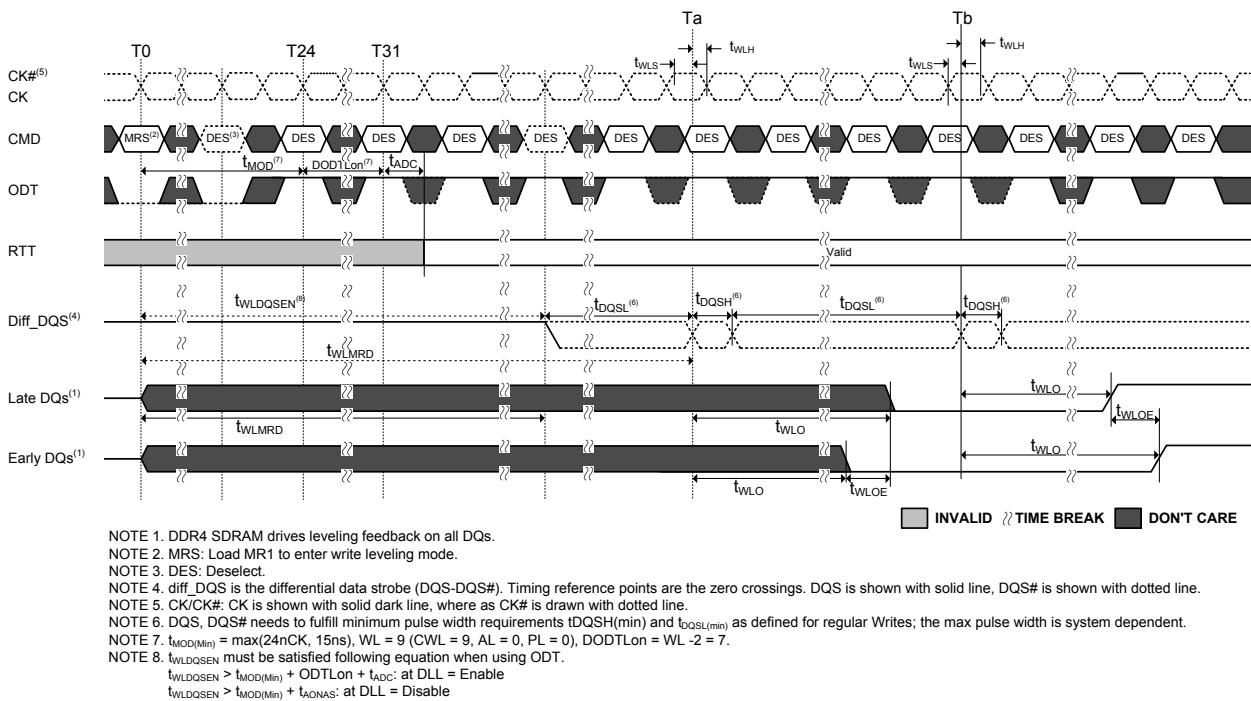 Ta
Tb
T0
T24
T31
tWLH
tWLS
tWLH
tWLS
CK#(5)
CK
CMD
MRS(2)
DES(3)
DES
DES
DES
DES
DES
DES
DES
DES
DES
DES
DES
tMOD(7)
DODTLon(7)
tADC
ODT
RTT
Valid
tWLDQSEN(8)
tDQSL(6)
tDQSH(6)
tDQSL(6)
tDQSH(6)
Diff_DQS(4)
tWLMRD
Late DQs(1)
tWLO
tWLMRD
tWLO
tWLOE
Early DQs(1)
tWLO
tWLO
tWLOE
INVALID TIME BREAK DON'T CARE
NOTE 1. DDR4 SDRAM drives leveling feedback on all DQs.
NOTE 2. MRS: Load MR1 to enter write leveling mode.
NOTE 3. DES: Deselect.
NOTE 4. diff_DQS is the differential data strobe (DQS-DQS#). Timing reference points are the zero crossings. DQS is shown with solid line, DQS# is shown with dotted line.
NOTE 5. CK/CK#: CK is shown with solid dark line, where as CK# is drawn with dotted line.
NOTE 6. DQS, DQS# needs to fulfill minimum pulse width requirements tDQSH(min) and tDQSL(min) as defined for regular Writes; the max pulse width is system dependent.
NOTE 7. tMOD(Min) = max(24nCK, 15ns), WL = 9 (CWL = 9, AL = 0, PL = 0), DODTLon = WL -2 = 7.
NOTE 8. tWLDQSEN must be satisfied following equation when using ODT.
tWLDQSEN > tMOD(Min) + ODTLon + tADC: at DLL = Enable
tWLDQSEN > tMOD(Min) + tAONAS: at DLL = Disable